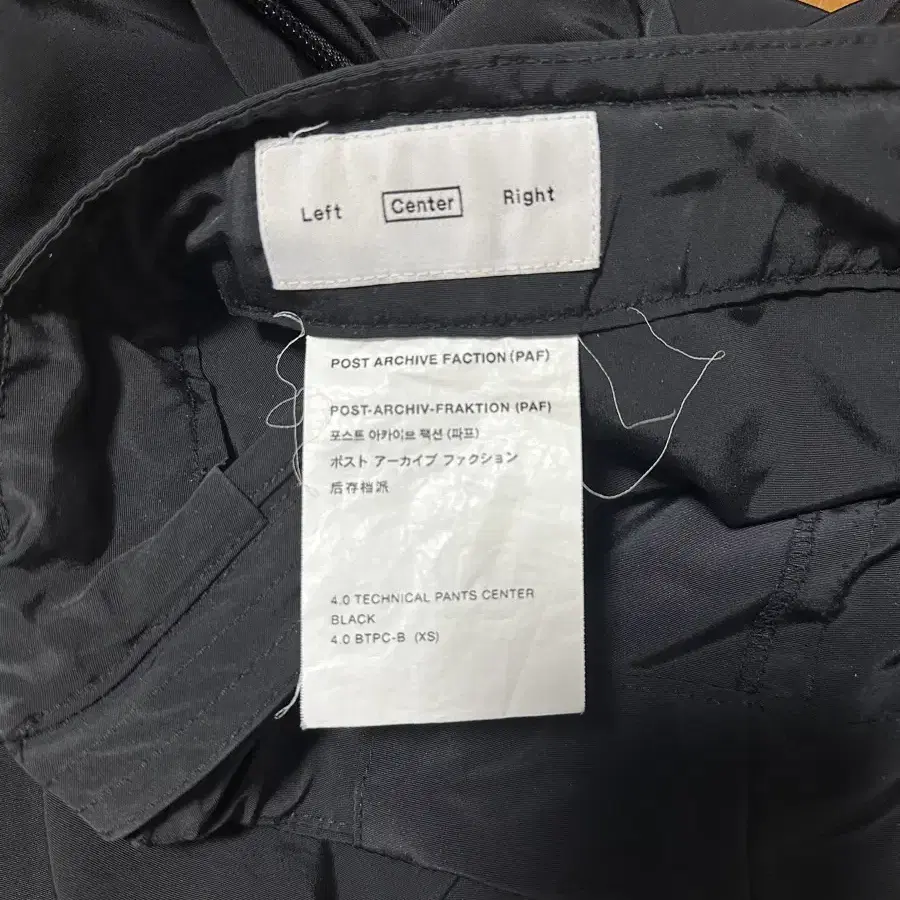 Left Center Right
POST ARCHIVE FACTION (PAF)
POST-ARCHIV-FRAKTION (PAF)
포스트 아카이브 팩션 (파프)
ポスト アーカイブ ファクション
后存档派
4.0 TECHNICAL PANTS CENTER
BLACK
4.0 BTPC-B (XS)